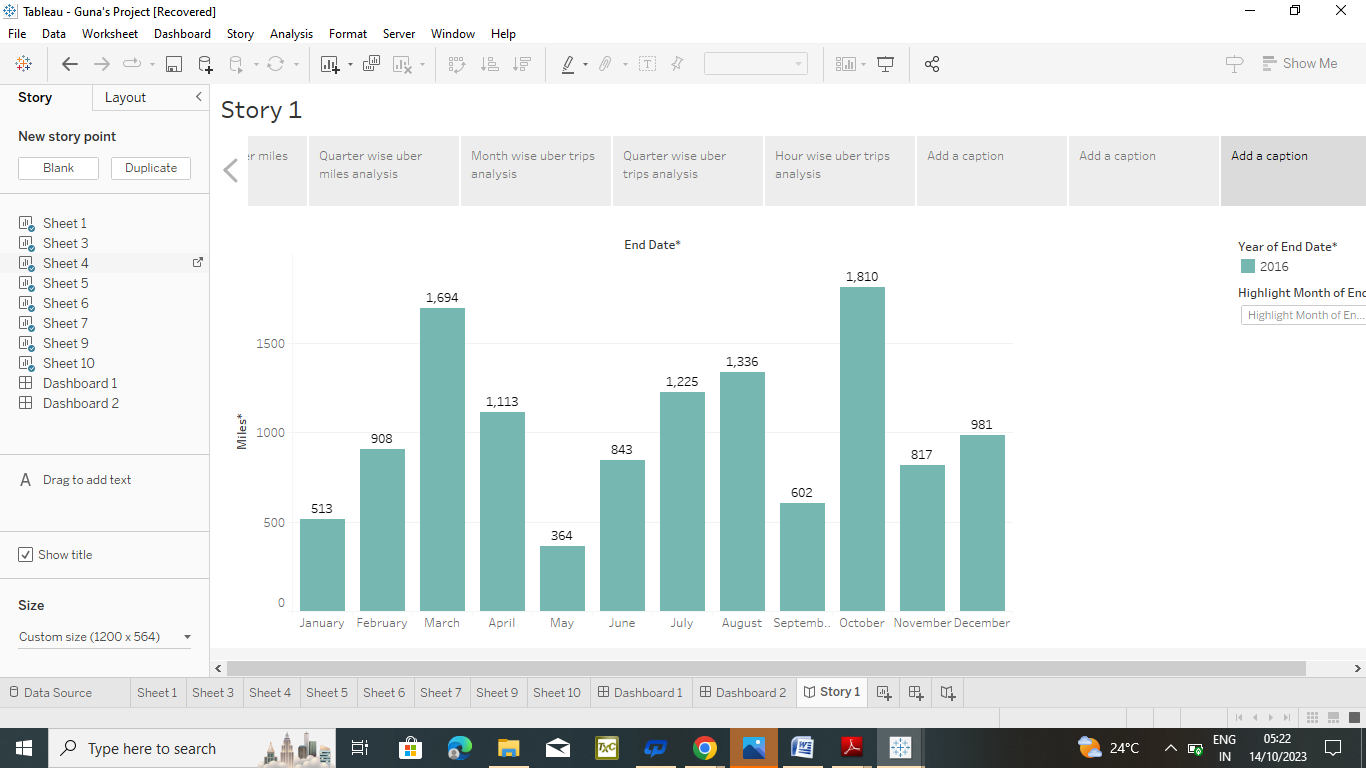 Tableau - Guna's Project [Recovered]
File Data Worksheet Dashboard Story Analysis Format Server Window Help
Show Me
Story Layout
New story point
Blank Duplicate
Sheet 1
Sheet 3
Sheet 4
Sheet 5
Sheet 6
Sheet 7
Sheet 9
Sheet 10
Dashboard 1
Dashboard 2
A Drag to add text
Show title
Size
Custom size (1200 x 564)
Story 1
er miles
Quarter wise uber
miles analysis
Month wise uber trips
analysis
Quarter wise uber
trips analysis
Hour wise uber trips
analysis
Add a caption
Add a caption
Add a caption
End Date*
Miles*
1500
1000
500
0
513
908
1,694
1,113
364
843
1,225
1,336
602
1,810
817
981
January February March April May June July August Septemb.. October November December
Year of End Date*
2016
Highlight Month of End
Highlight Month of En...
Data Source Sheet 1 Sheet 3 Sheet 4 Sheet 5 Sheet 6 Sheet 7 Sheet 9 Sheet 10 Dashboard 1 Dashboard 2 Story 1
Type here to search
TXC
W
24°C
ENG
IN
05:22
14/10/2023